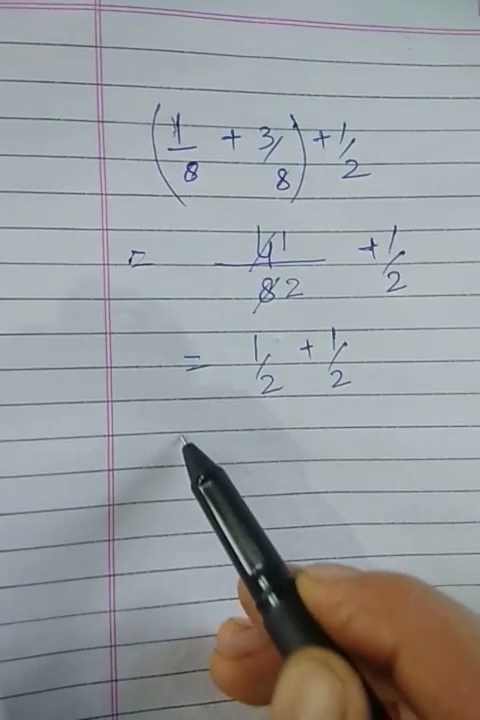 (1/8 + 3/8) + 1/2
= 4 1/8 2 + 1/2
= 1/2 + 1/2